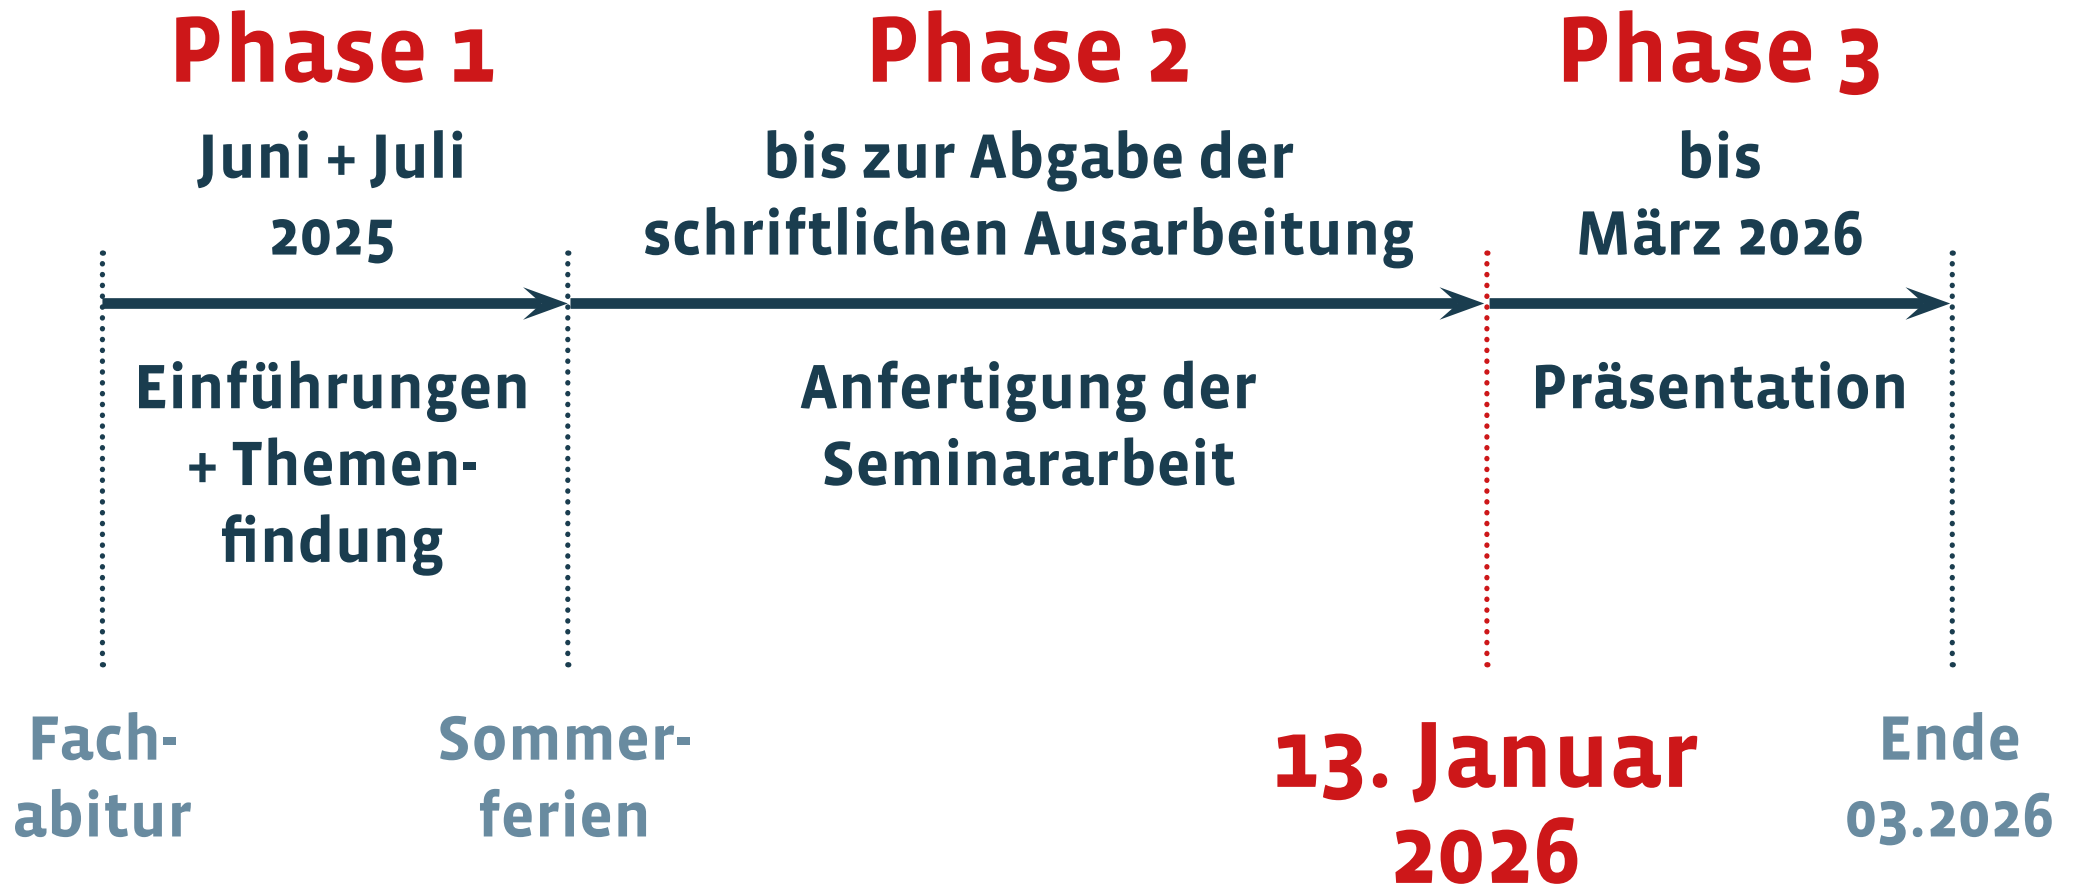 Phase 1
Juni + Juli
2025
Einführungen
+ Themen-
findung
Phase 2
bis zur Abgabe der
schriftlichen Ausarbeitung
Anfertigung der
Seminararbeit
Phase 3
bis
März 2026
Präsentation
Fach-
abitur
Sommer-
ferien
13. Januar
2026
Ende
03.2026